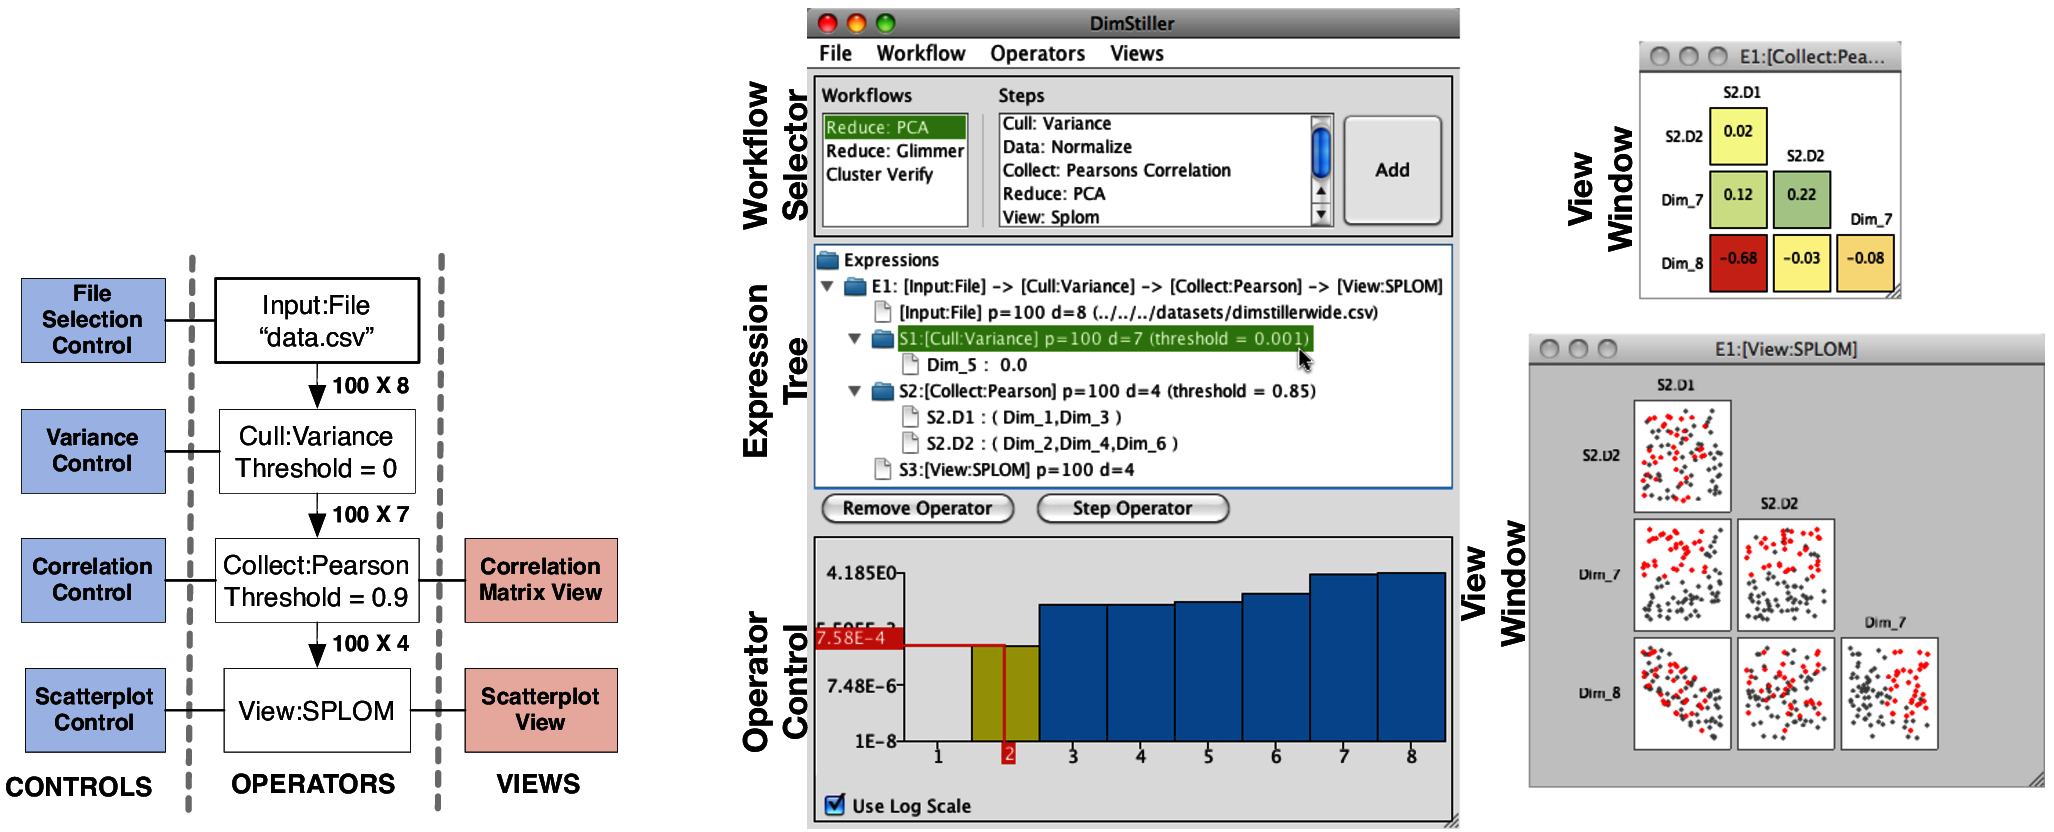 File
Selection
Control
Input:File
“data.csv”
100 X 8
Variance
Control
Cull:Variance
Threshold = 0
100 X 7
Correlation
Control
Collect:Pearson
Threshold = 0.9
Correlation
Matrix View
100 X 4
Scatterplot
Control
View:SPLOM
Scatterplot
View
CONTROLS
OPERATORS
VIEWS
Workflow
Selector
Expression
Tree
Operator
Control
DimStiller
File Workflow Operators Views
Workflows
Reduce: PCA
Reduce: Glimmer
Cluster Verify
Steps
Cull: Variance
Data: Normalize
Collect: Pearsons Correlation
Reduce: PCA
View: Splom
Add
Expressions
E1: [Input:File] -> [Cull:Variance] -> [Collect:Pearson] -> [View:SPLOM]
[Input:File] p=100 d=8 (../../../datasets/dimstillerwide.csv)
S1:[Cull:Variance] p=100 d=7 (threshold = 0.001)
Dim_5 : 0.0
S2:[Collect:Pearson] p=100 d=4 (threshold = 0.85)
S2.D1 : ( Dim_1,Dim_3 )
S2.D2 : ( Dim_2,Dim_4,Dim_6 )
S3:[View:SPLOM] p=100 d=4
Remove Operator
Step Operator
4.185E0
7.58E-4
7.48E-6
1E-8
1 2 3 4 5 6 7 8
Use Log Scale
View
Window
E1:[Collect:Pea...
S2.D1
S2.D2 0.02
S2.D2
Dim_7 0.12 0.22
Dim_7
Dim_8 -0.68 -0.03 -0.08
View
Window
E1:[View:SPLOM]
S2.D1
S2.D2
S2.D2
Dim_7
Dim_7
Dim_8